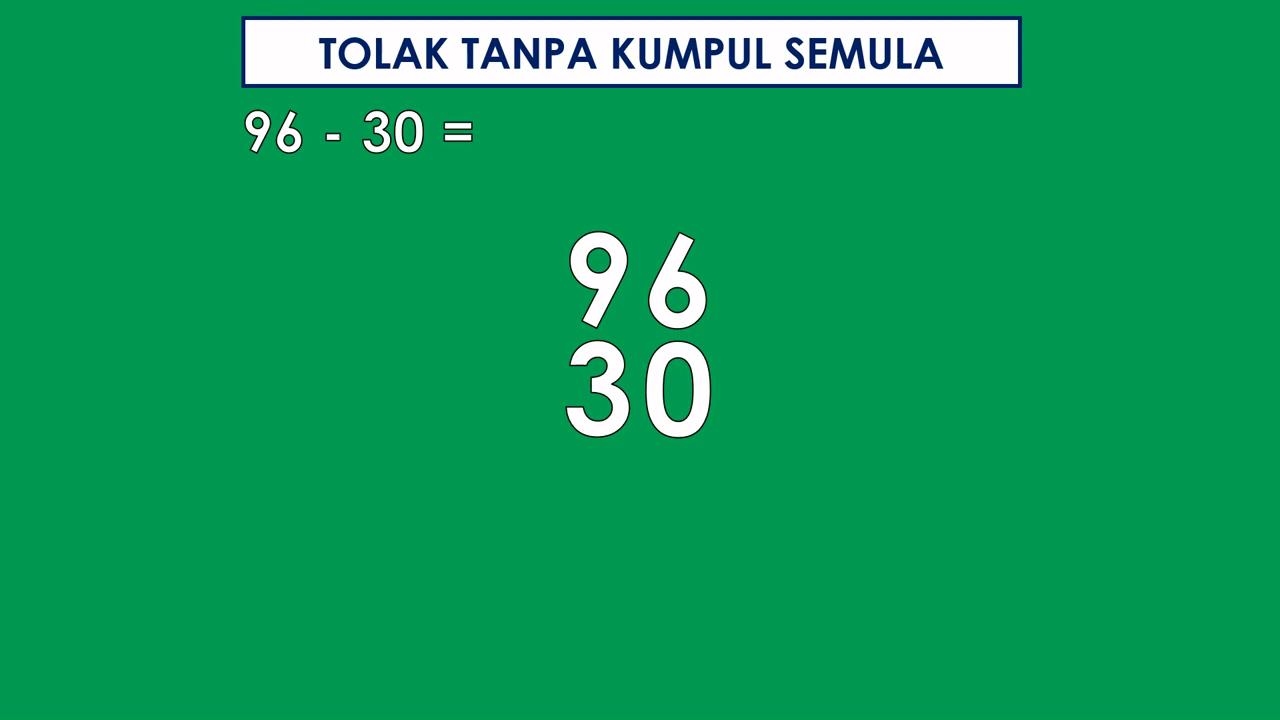 TOLAK TANPA KUMPUL SEMULA
96 - 30 =
96
30